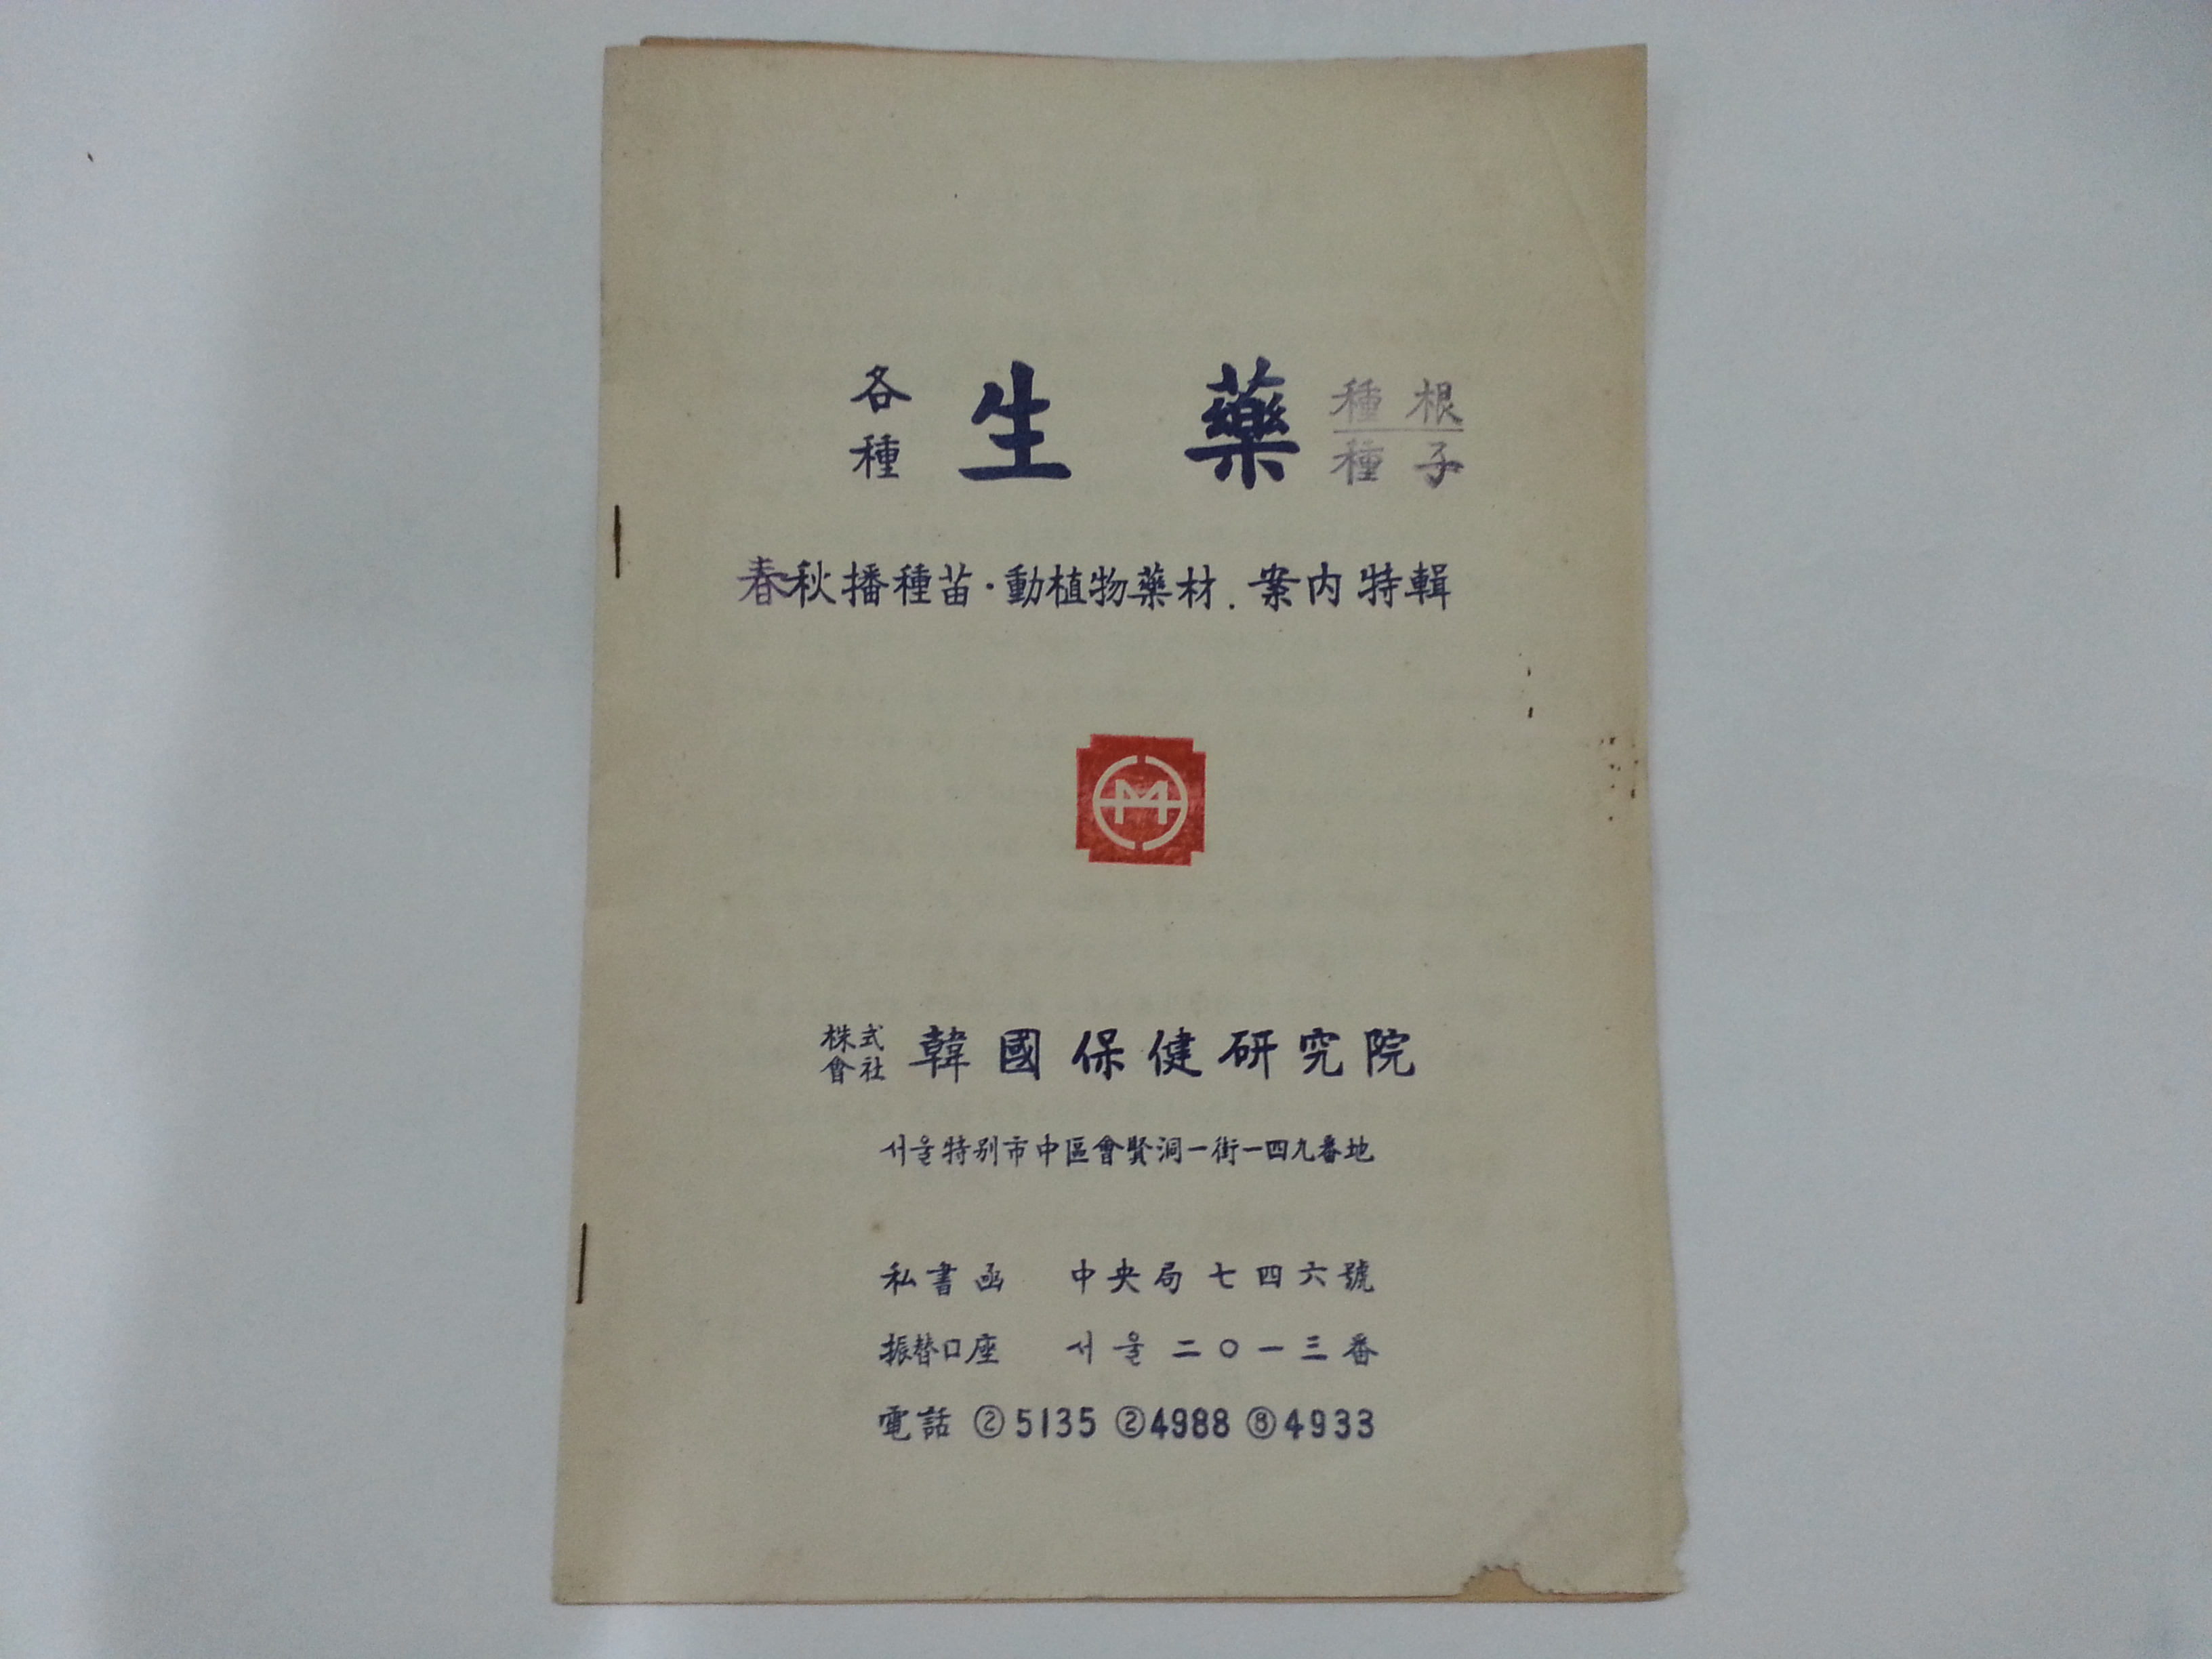 各種 生藥 種根 種子
春秋播種苗·動植物藥材. 案內特輯
M
株式會社 韓國保健研究院
서울特別市中區會賢洞一街一四九番地
私書函 中央局七四六號
振替口座 서울二〇一三番
電話 ②5135 ②4988 ⑧4933